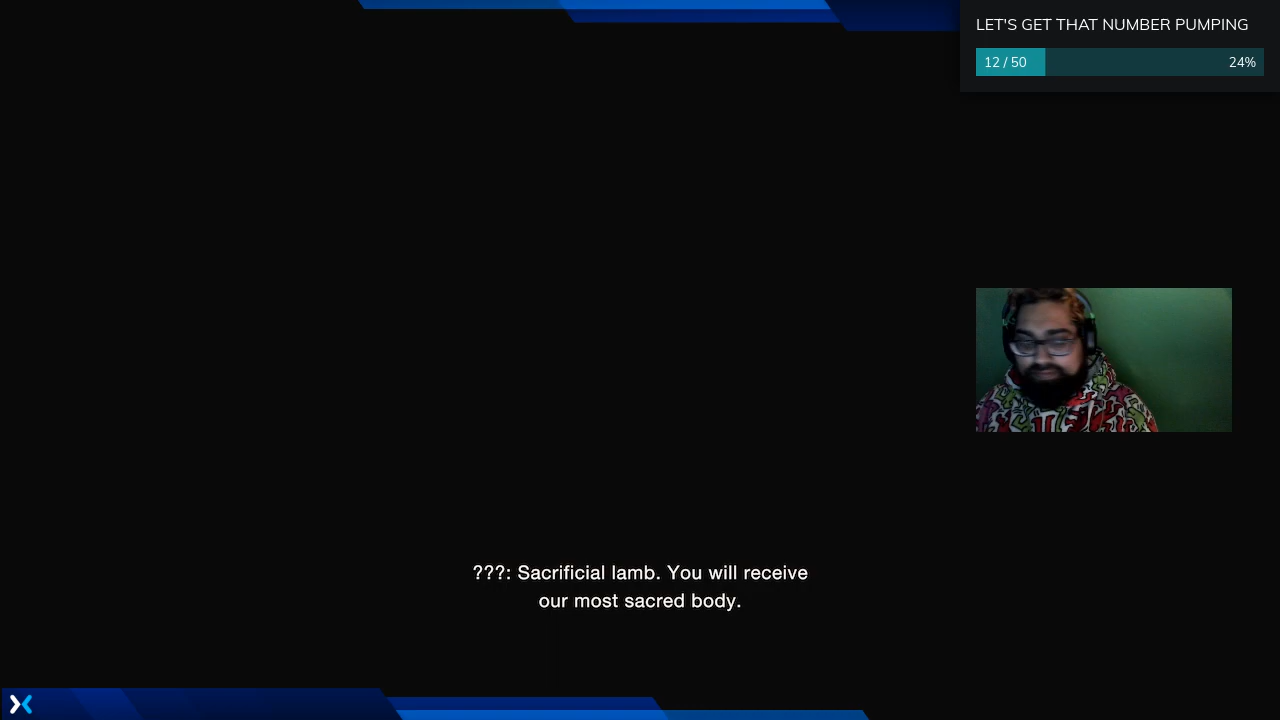 LET'S GET THAT NUMBER PUMPING
12 / 50 24%
???: Sacrificial lamb. You will receive
our most sacred body.